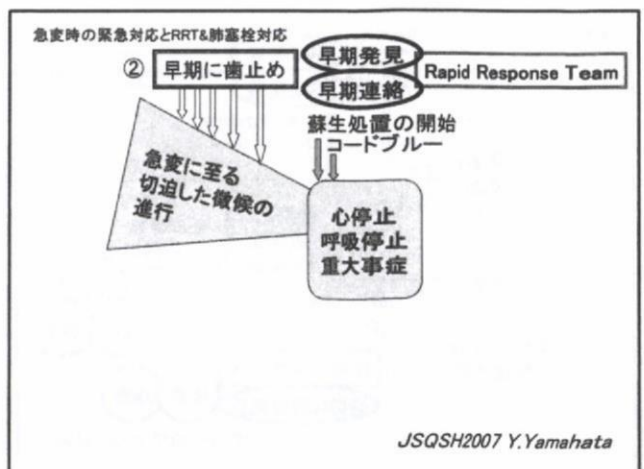 急変時の緊急対応とRRT&肺塞栓対応
② 早期に歯止め
早期発見
早期連絡
Rapid Response Team
蘇生処置の開始
コードブルー
急変に至る
切迫した徴候の
進行
心停止
呼吸停止
重大事症
JSQSH2007 Y.Yamahata